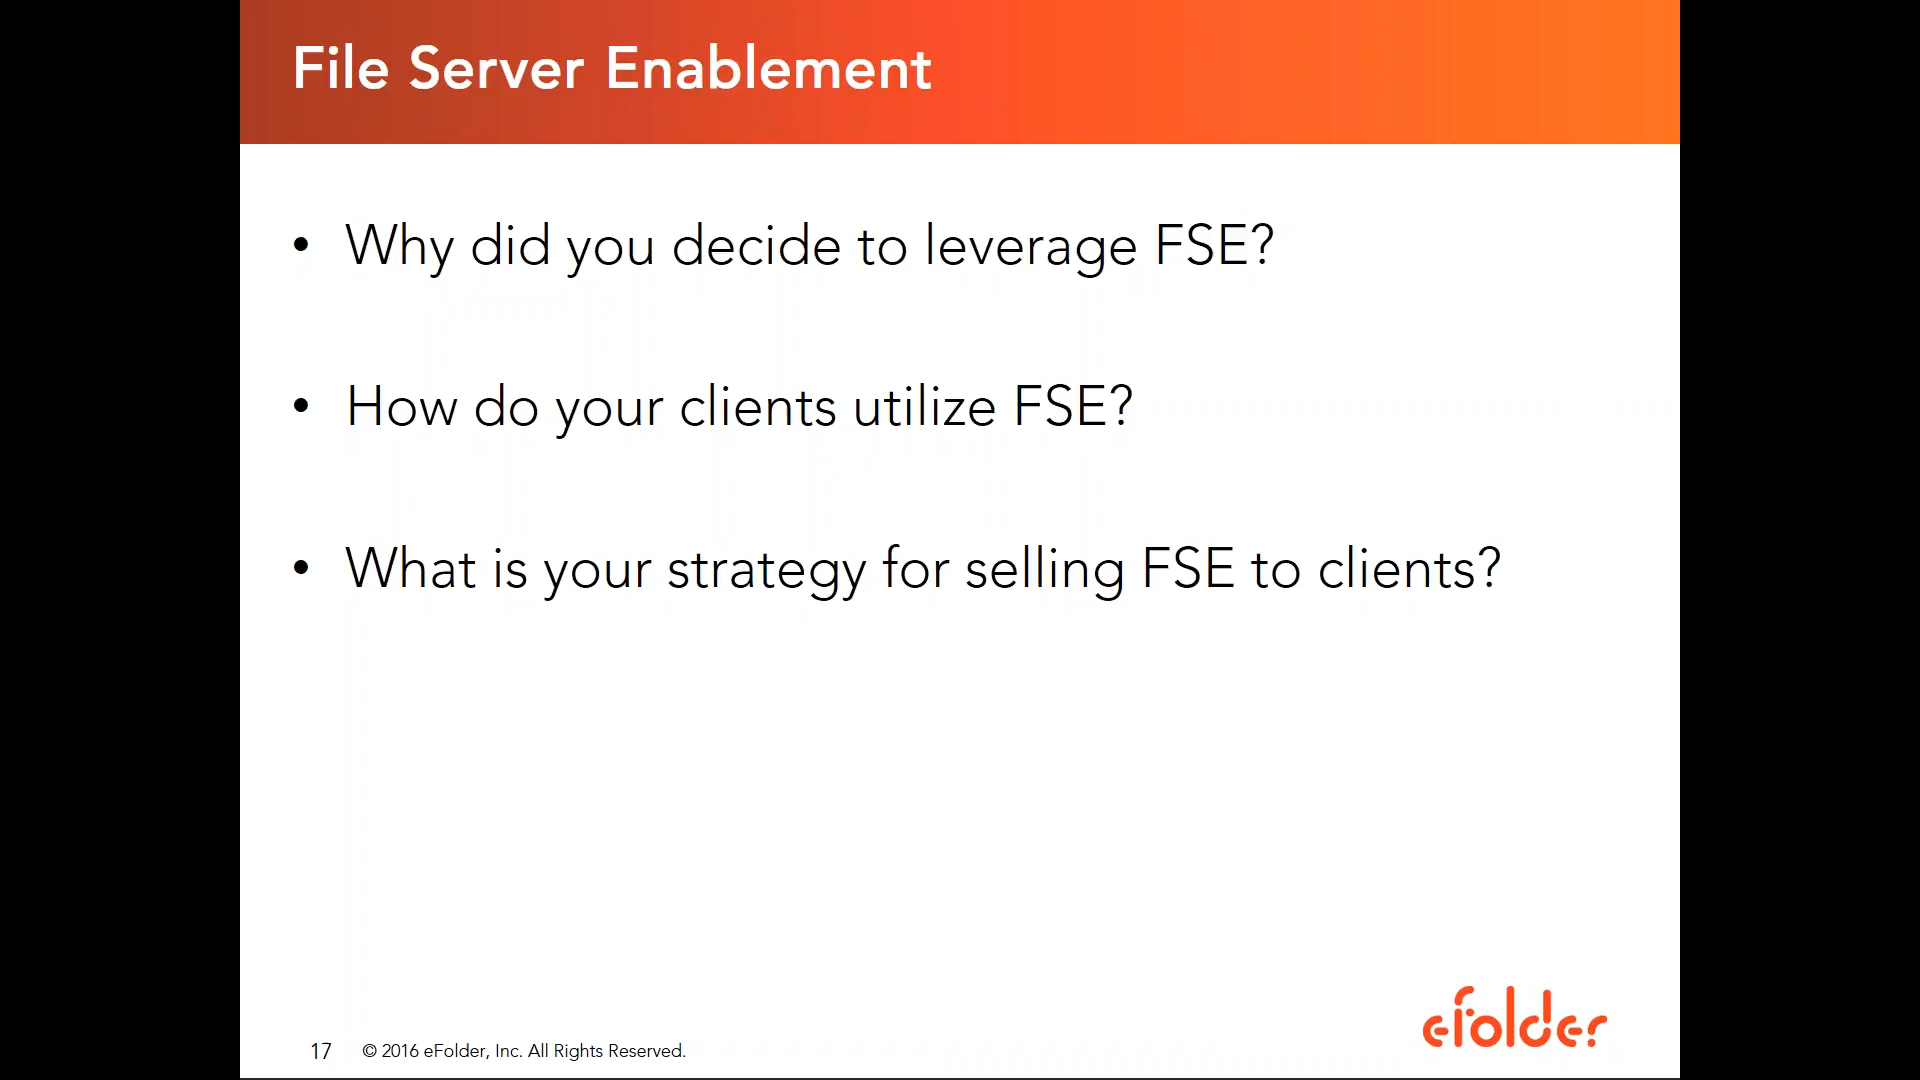 File Server Enablement
• Why did you decide to leverage FSE?
• How do your clients utilize FSE?
• What is your strategy for selling FSE to clients?
efolder
17 © 2016 eFolder, Inc. All Rights Reserved.